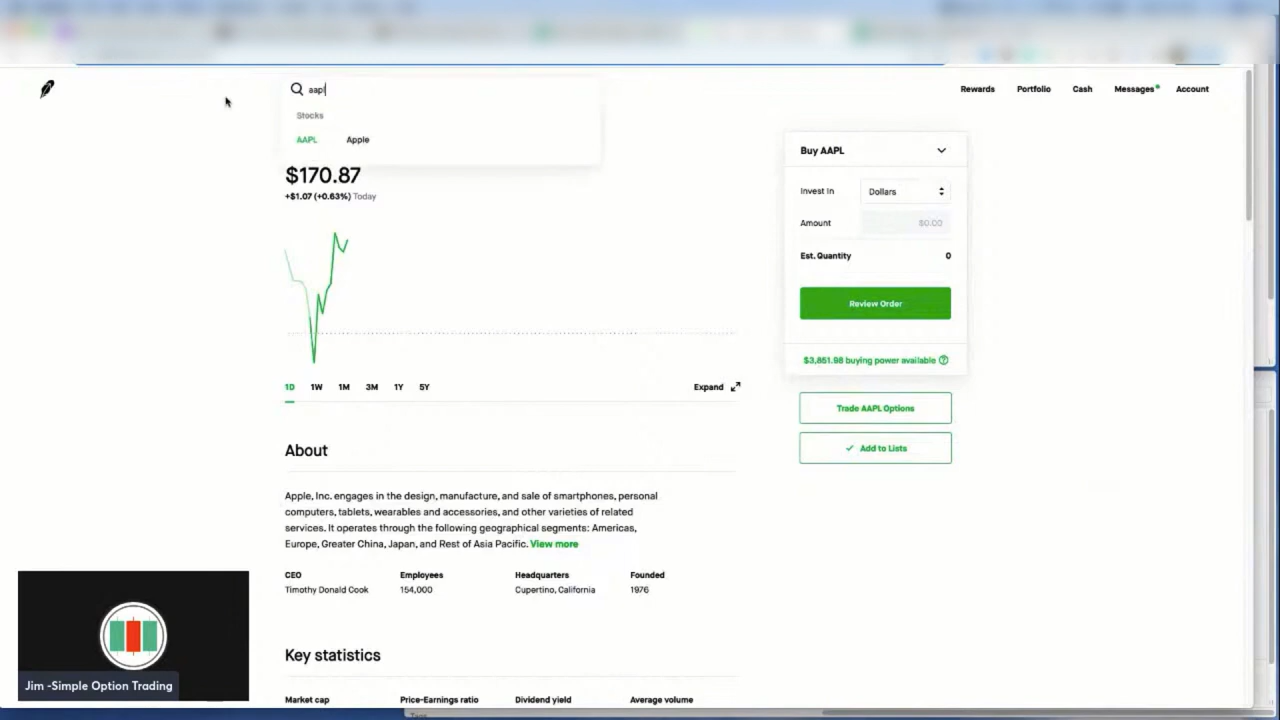 aapl
Rewards Portfolio Cash Messages Account
Stocks
AAPL Apple
$170.87
+$1.07 (+0.63%) Today
Buy AAPL
Invest In Dollars
Amount $0.00
Est. Quantity 0
Review Order
$3,851.98 buying power available
1D 1W 1M 3M 1Y 5Y Expand
Trade AAPL Options
Add to Lists
About
Apple, Inc. engages in the design, manufacture, and sale of smartphones, personal
computers, tablets, wearables and accessories, and other varieties of related
services. It operates through the following geographical segments: Americas,
Europe, Greater China, Japan, and Rest of Asia Pacific. View more
CEO Employees Headquarters Founded
Timothy Donald Cook 154,000 Cupertino, California 1976
Key statistics
Market cap Price-Earnings ratio Dividend yield Average volume
Jim -Simple Option Trading